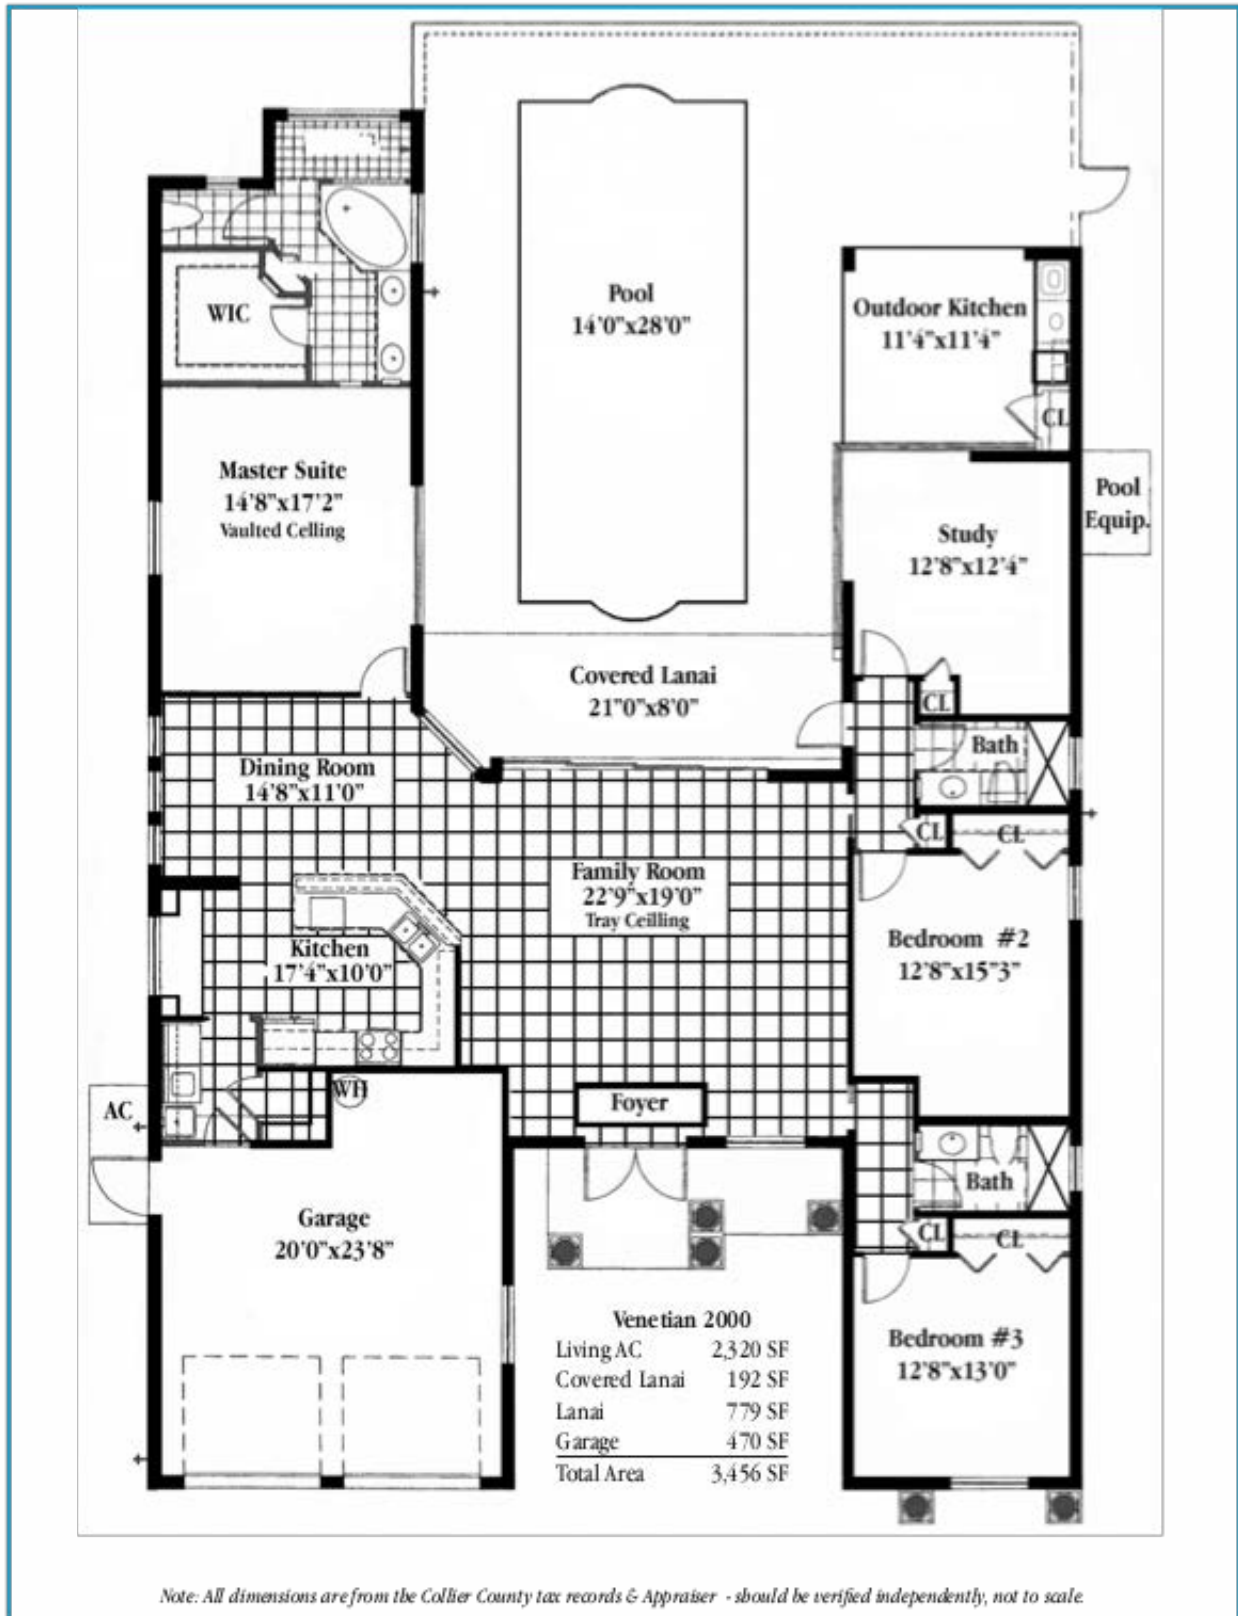 Pool
14'0"x28'0"
Outdoor Kitchen
11'4"x11'4"
CL
WIC
Master Suite
14'8"x17'2"
Vaulted Celling
Pool
Equip.
Study
12'8"x12'4"
Covered Lanai
21'0"x8'0"
CL
Bath
Dining Room
14'8"x11'0"
CL
CL
Family Room
22'9"x19'0"
Tray Ceilling
Kitchen
17'4"x10'0"
Bedroom #2
12'8"x15"3"
WH
AC
Foyer
Bath
Garage
20'0"x23'8"
CL
CL
Venetian 2000
Living AC 2,320 SF
Covered Lanai 192 SF
Lanai 779 SF
Garage 470 SF
Total Area 3,456 SF
Bedroom #3
12'8"x13'0"
Note: All dimensions are from the Collier County tax records & Appraiser - should be verified independently, not to scale